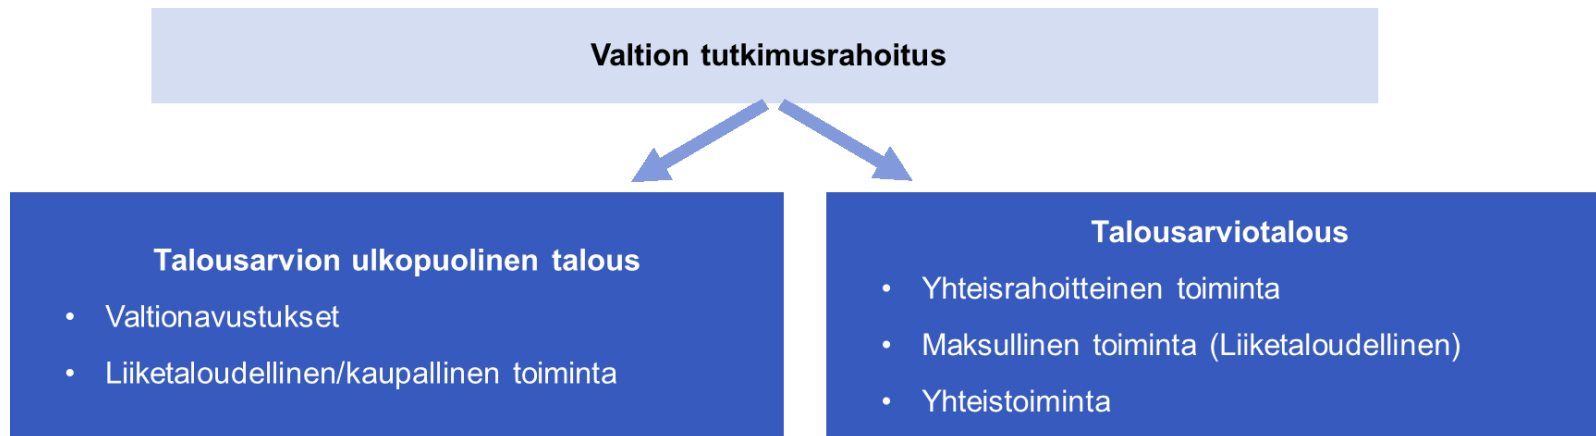 Valtion tutkimusrahoitus
Talousarvion ulkopuolinen talous
• Valtionavustukset
• Liiketaloudellinen/kaupallinen toiminta
Talousarviotalous
• Yhteisrahoitteinen toiminta
• Maksullinen toiminta (Liiketaloudellinen)
• Yhteistoiminta